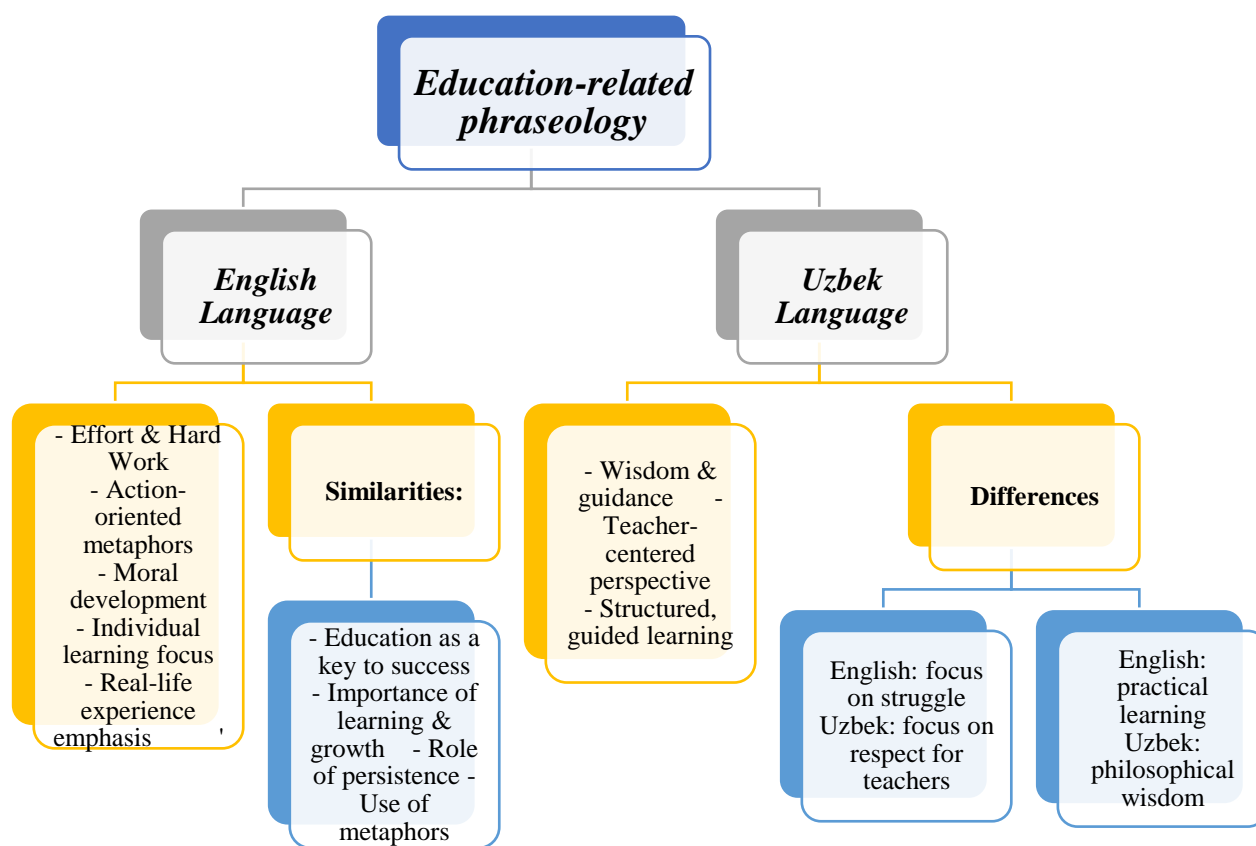 Education-related
phraseology
English
Language
Uzbek
Language
- Effort & Hard
Work
- Action-
oriented
metaphors
- Moral
development
- Individual
learning focus
- Real-life
experience
emphasis '
Similarities:
- Education as a
key to success
- Importance of
learning &
growth - Role
of persistence -
Use of
metaphors
- Wisdom &
guidance -
Teacher-
centered
perspective
- Structured,
guided learning
Differences
English: focus
on struggle
Uzbek: focus on
respect for
teachers
English:
practical
learning
Uzbek:
philosophical
wisdom